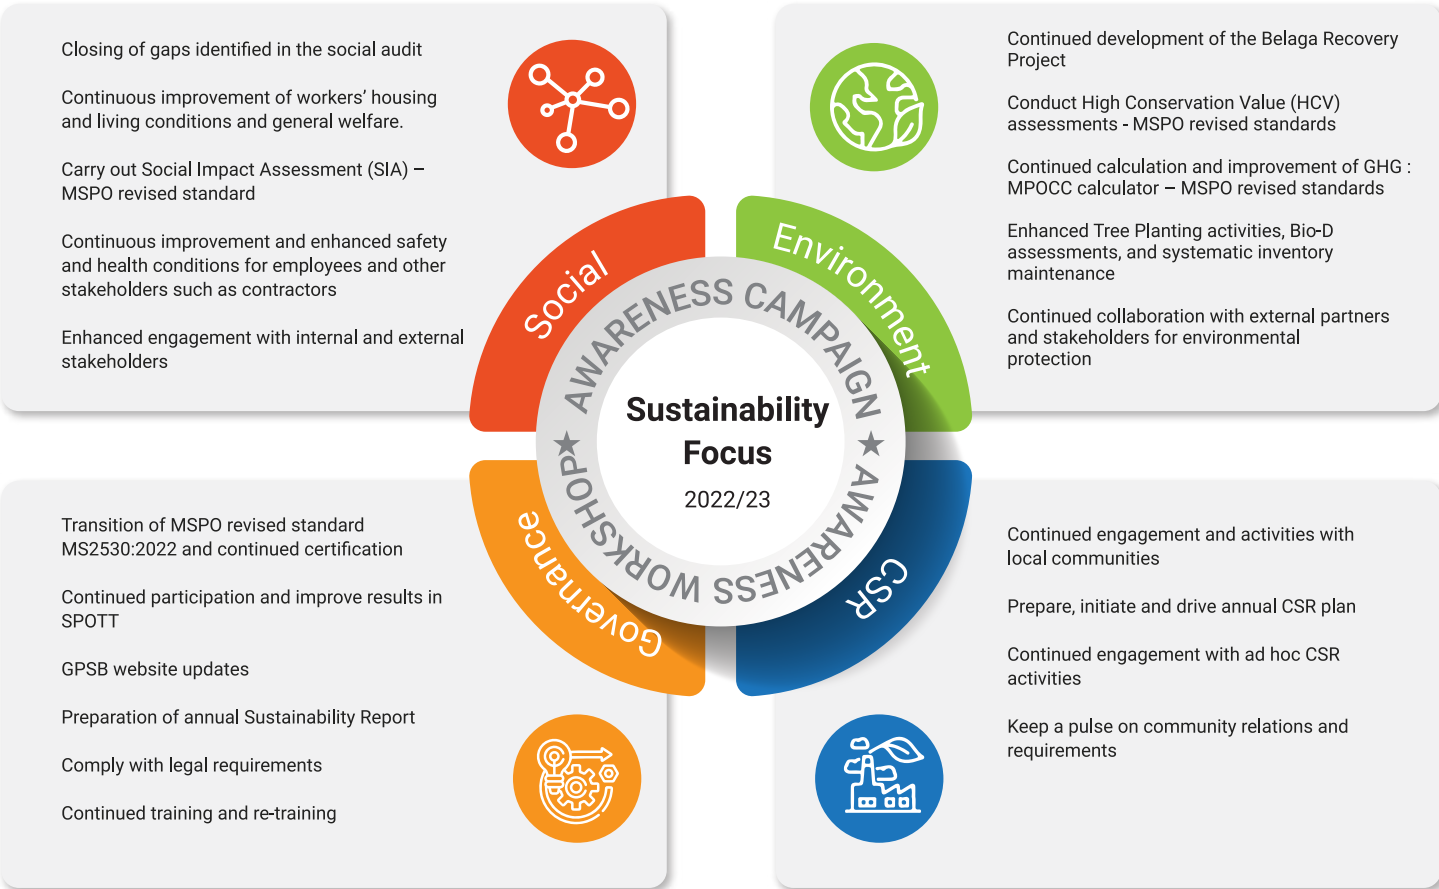 Closing of gaps identified in the social audit
Continuous improvement of workers’ housing
and living conditions and general welfare.
Carry out Social Impact Assessment (SIA) –
MSPO revised standard
Continuous improvement and enhanced safety
and health conditions for employees and other
stakeholders such as contractors
Enhanced engagement with internal and external
stakeholders
Continued development of the Belaga Recovery
Project
Conduct High Conservation Value (HCV)
assessments - MSPO revised standards
Continued calculation and improvement of GHG :
MPOCC calculator – MSPO revised standards
Enhanced Tree Planting activities, Bio-D
assessments, and systematic inventory
maintenance
Continued collaboration with external partners
and stakeholders for environmental
protection
Social
Environment
AWARENESS CAMPAIGN
Sustainability
Focus
2022/23
★ AWARENESS WORKSHOP ★
Governance
CSR
Transition of MSPO revised standard
MS2530:2022 and continued certification
Continued participation and improve results in
SPOTT
GPSB website updates
Preparation of annual Sustainability Report
Comply with legal requirements
Continued training and re-training
Continued engagement and activities with
local communities
Prepare, initiate and drive annual CSR plan
Continued engagement with ad hoc CSR
activities
Keep a pulse on community relations and
requirements